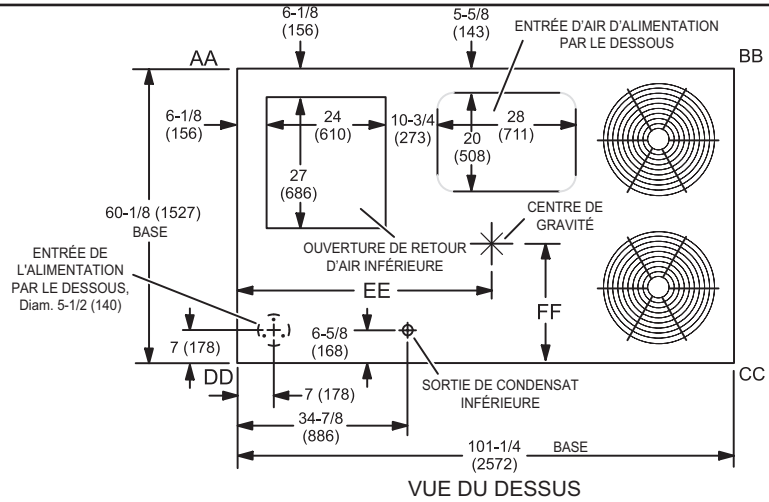 6-1/8
(156)
5-5/8
(143)
ENTRÉE D'AIR D'ALIMENTATION
PAR LE DESSOUS
AA
BB
6-1/8
(156)
24
(610)
10-3/4
(273)
28
(711)
20
(508)
27
(686)
60-1/8 (1527)
BASE
CENTRE DE
GRAVITÉ
OUVERTURE DE RETOUR
D'AIR INFÉRIEURE
ENTRÉE DE
L'ALIMENTATION
PAR LE DESSOUS,
Diam. 5-1/2 (140)
EE
FF
7 (178)
6-5/8
(168)
DD
CC
7 (178)
SORTIE DE CONDENSAT
INFÉRIEURE
34-7/8
(886)
101-1/4
(2572)
BASE
VUE DU DESSUS